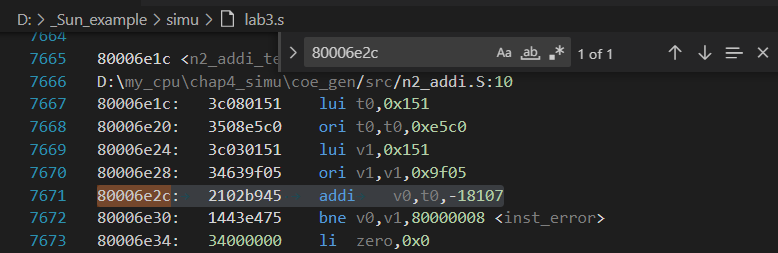 D: > _Sun_example > simu > lab3.s
7664
80006e2c Aa ab, .* 1 of 1
7665 80006e1c <n2_addi_te
7666 D:\my_cpu\chap4_simu\coe_gen/src/n2_addi.S:10
7667 80006e1c: 3c080151 lui t0,0x151
7668 80006e20: 3508e5c0 ori t0,t0,0xe5c0
7669 80006e24: 3c030151 lui v1,0x151
7670 80006e28: 34639f05 ori v1,v1,0x9f05
7671 80006e2c: 2102b945 addi v0,t0,-18107
7672 80006e30: 1443e475 bne v0,v1,80000008 <inst_error>
7673 80006e34: 34000000 li zero,0x0